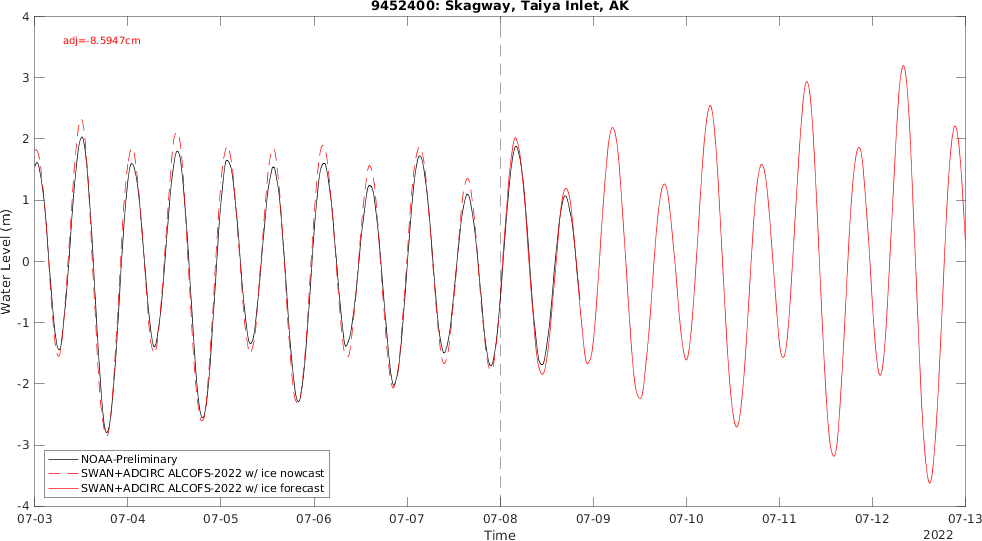 9452400: Skagway, Taiya Inlet, AK
adj=-8.5947cm
4
3
2
1
0
-1
-2
-3
-4
Water Level (m)
NOAA-Preliminary
SWAN+ADCIRC ALCOFS-2022 w/ ice nowcast
SWAN+ADCIRC ALCOFS-2022 w/ ice forecast
07-03 07-04 07-05 07-06 07-07 07-08 07-09 07-10 07-11 07-12 07-13
Time
2022